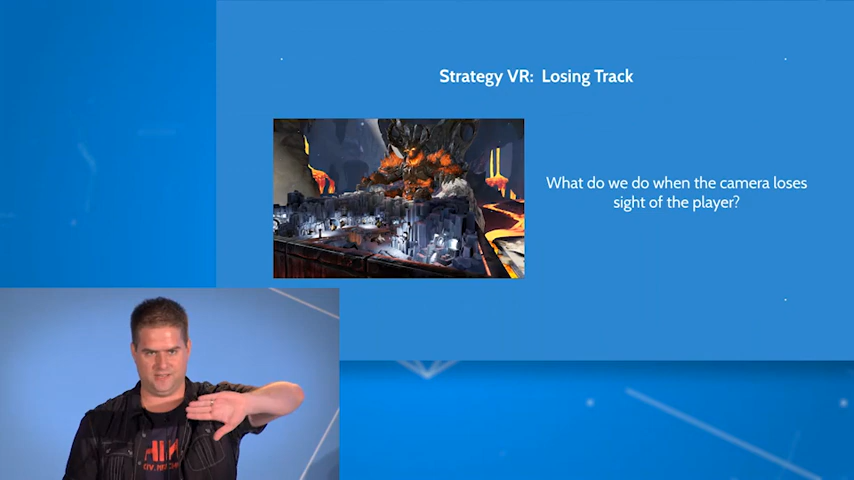 Strategy VR: Losing Track
What do we do when the camera loses
sight of the player?